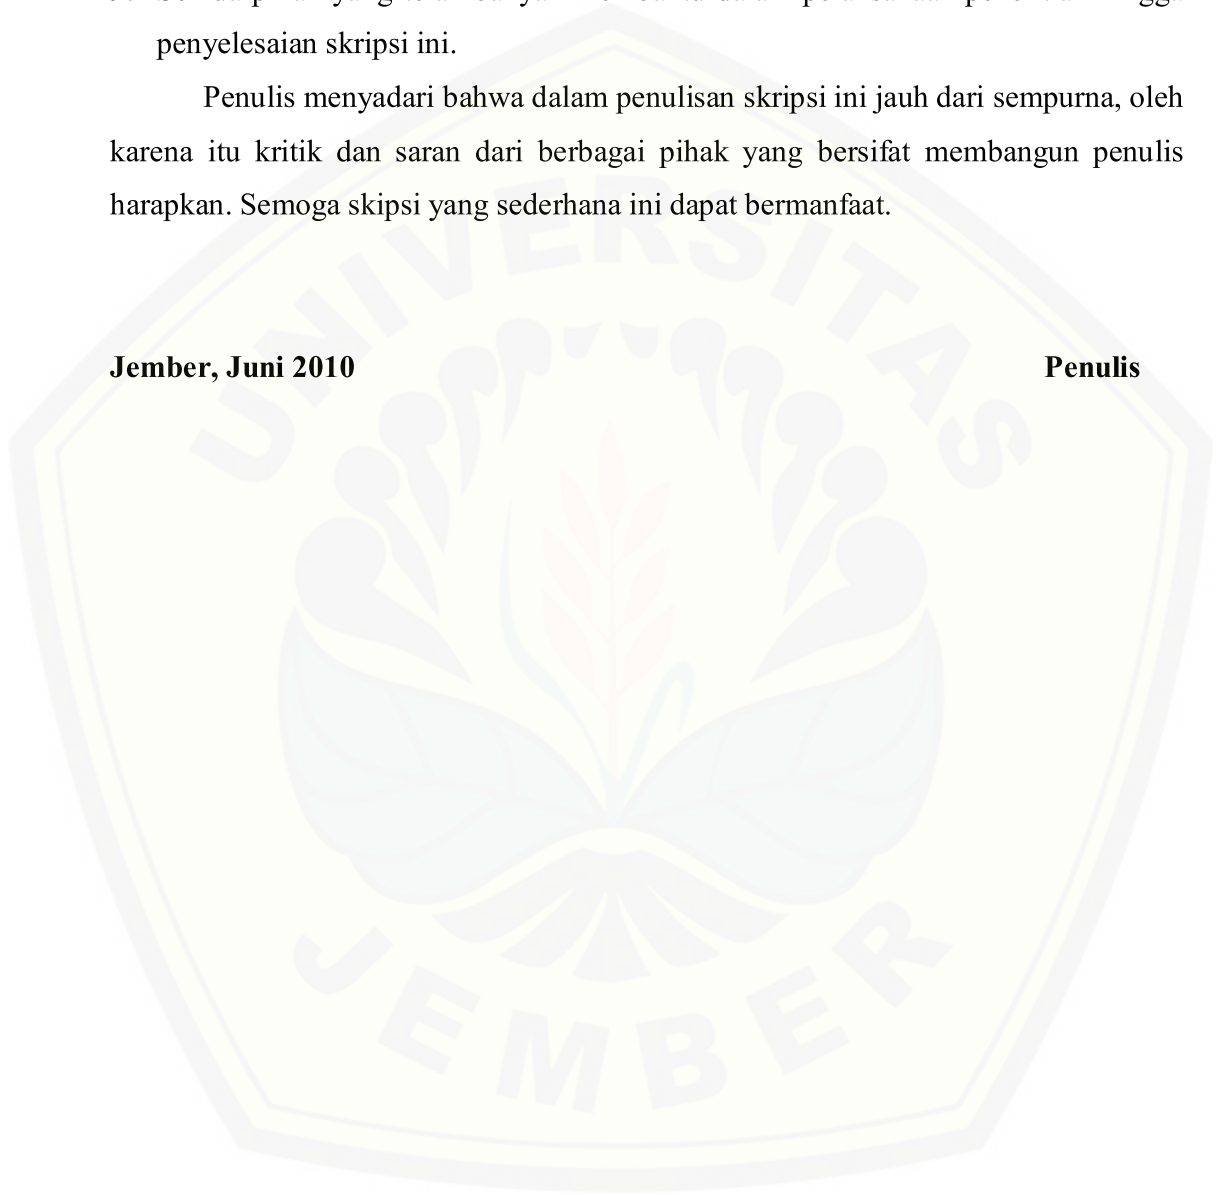 penyelesaian skripsi ini.
Penulis menyadari bahwa dalam penulisan skripsi ini jauh dari sempurna, oleh
karena itu kritik dan saran dari berbagai pihak yang bersifat membangun penulis
harapkan. Semoga skipsi yang sederhana ini dapat bermanfaat.
UNIVERSITAS
Jember, Juni 2010 Penulis
JEMBER